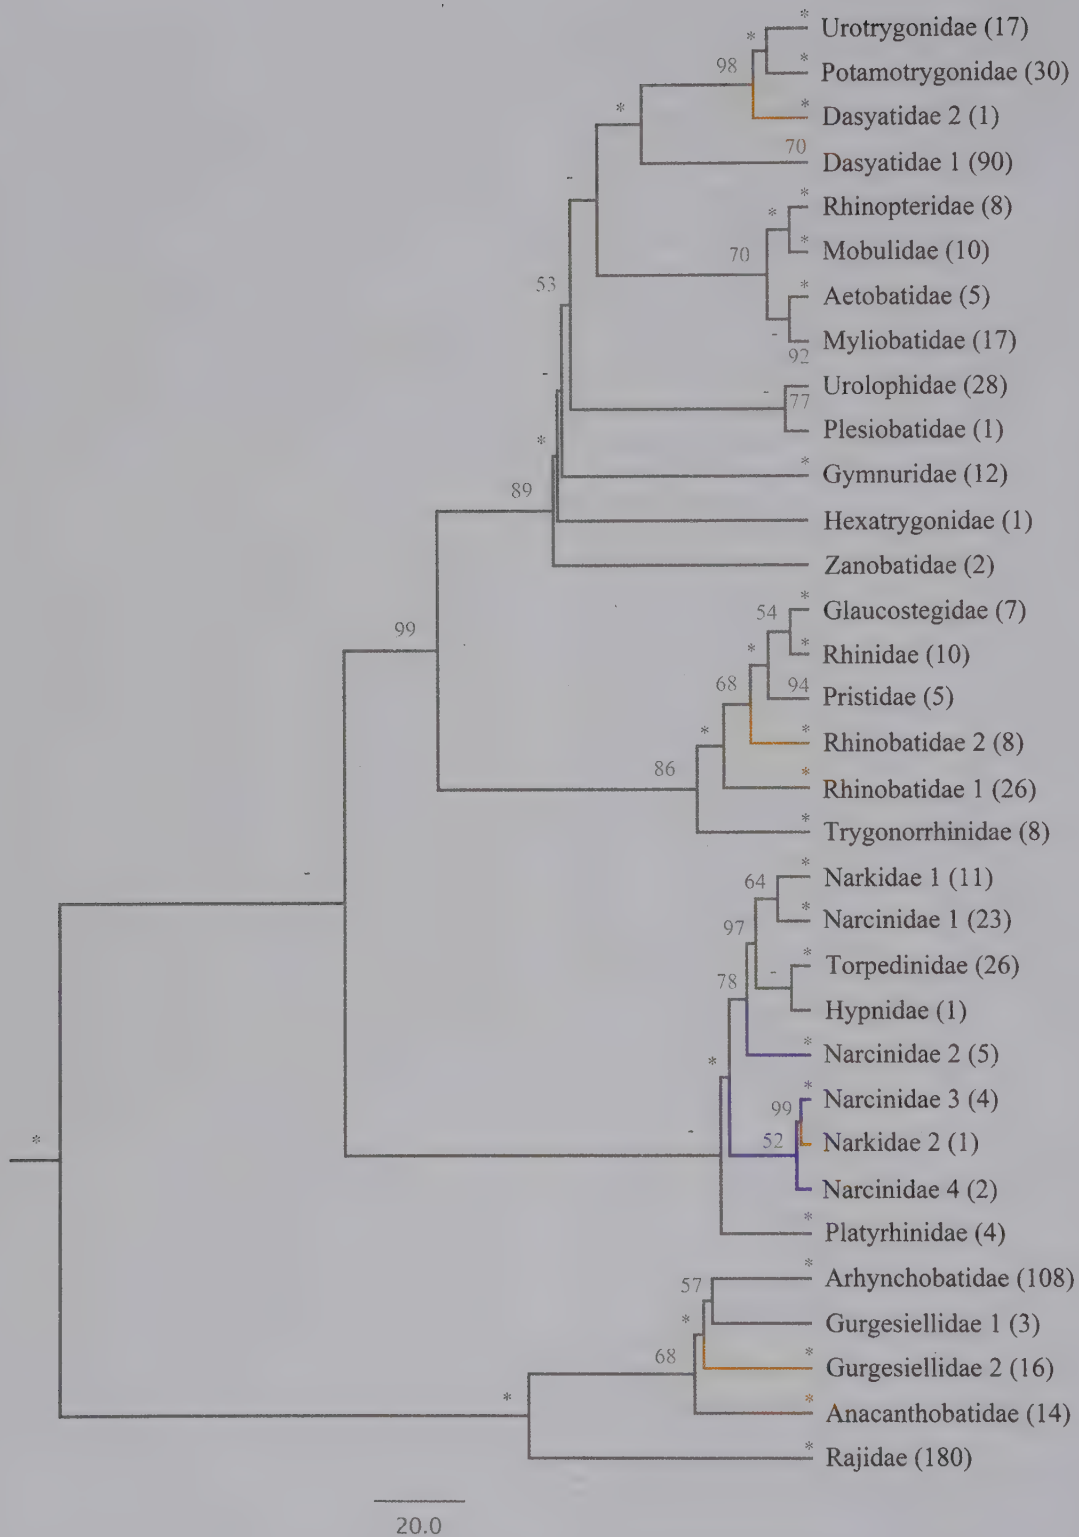 *
Urotrygonidae (17)
*
98
*
Potamotrygonidae (30)
*
*
Dasyatidae 2 (1)
70
Dasyatidae 1 (90)
-
*
Rhinopteridae (8)
*
*
Mobulidae (10)
70
53
*
Aetobatidae (5)
-
Myliobatidae (17)
92
-
-
Urolophidae (28)
77
Plesiobatidae (1)
*
*
Gymnuridae (12)
89
Hexatrygonidae (1)
Zanobatidae (2)
*
54
Glaucostegidae (7)
99
*
*
Rhinidae (10)
68
94
Pristidae (5)
*
*
Rhinobatidae 2 (8)
86
*
Rhinobatidae 1 (26)
*
Trygonorrhinidae (8)
-
*
64
Narkidae 1 (11)
*
97
Narcinidae 1 (23)
*
-
Torpedinidae (26)
78
Hypnidae (1)
*
*
Narcinidae 2 (5)
*
99
Narcinidae 3 (4)
*
-
52
Narkidae 2 (1)
Narcinidae 4 (2)
*
Platyrhinidae (4)
*
57
Arhynchobatidae (108)
*
Gurgesiellidae 1 (3)
68
*
Gurgesiellidae 2 (16)
*
*
Anacanthobatidae (14)
*
Rajidae (180)
20.0